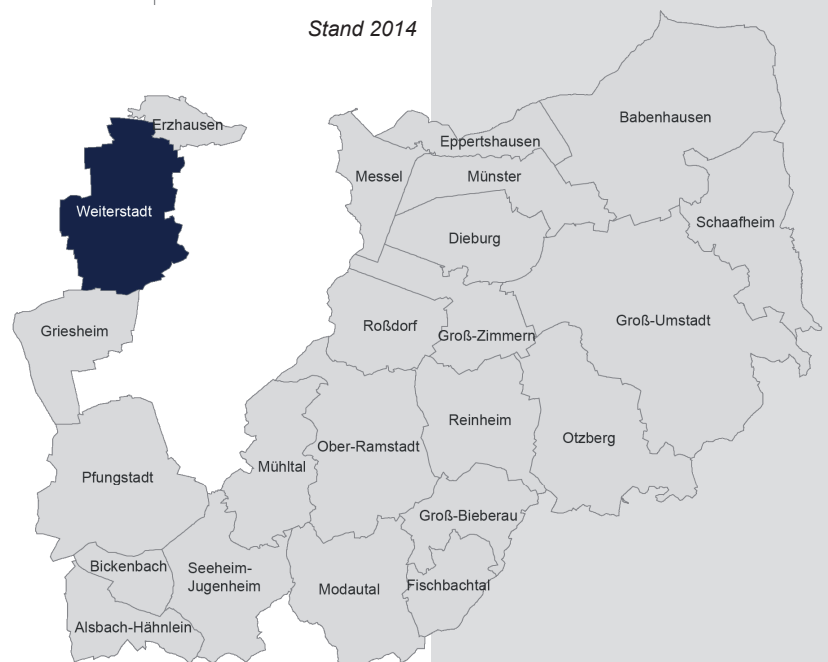 Stand 2014
Babenhausen
Erzhausen
Eppertshausen
Messel
Münster
Weiterstadt
Schaafheim
Dieburg
Groß-Umstadt
Roßdorf
Griesheim
Groß-Zimmern
Reinheim
Otzberg
Ober-Ramstadt
Mühltal
Pfungstadt
Groß-Bieberau
Bickenbach
Seeheim-
Jugenheim
Fischbachtal
Modautal
Alsbach-Hähnlein